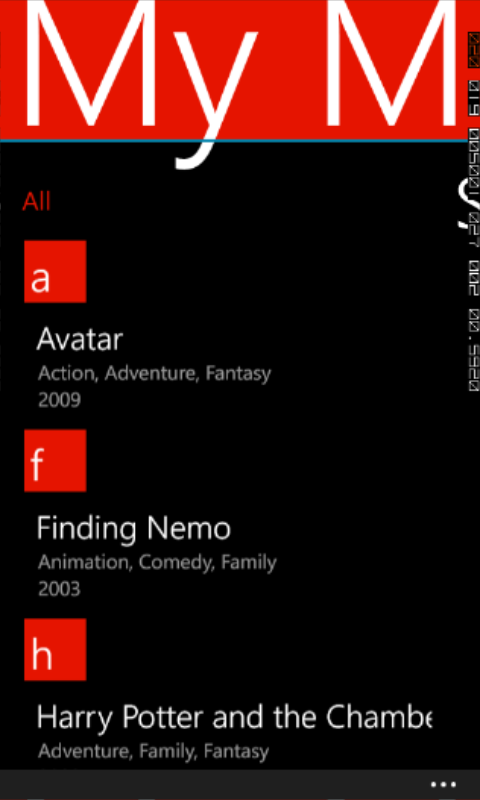 My M
All
a
Avatar
Action, Adventure, Fantasy
2009
f
Finding Nemo
Animation, Comedy, Family
2003
h
Harry Potter and the Chambe
Adventure, Family, Fantasy